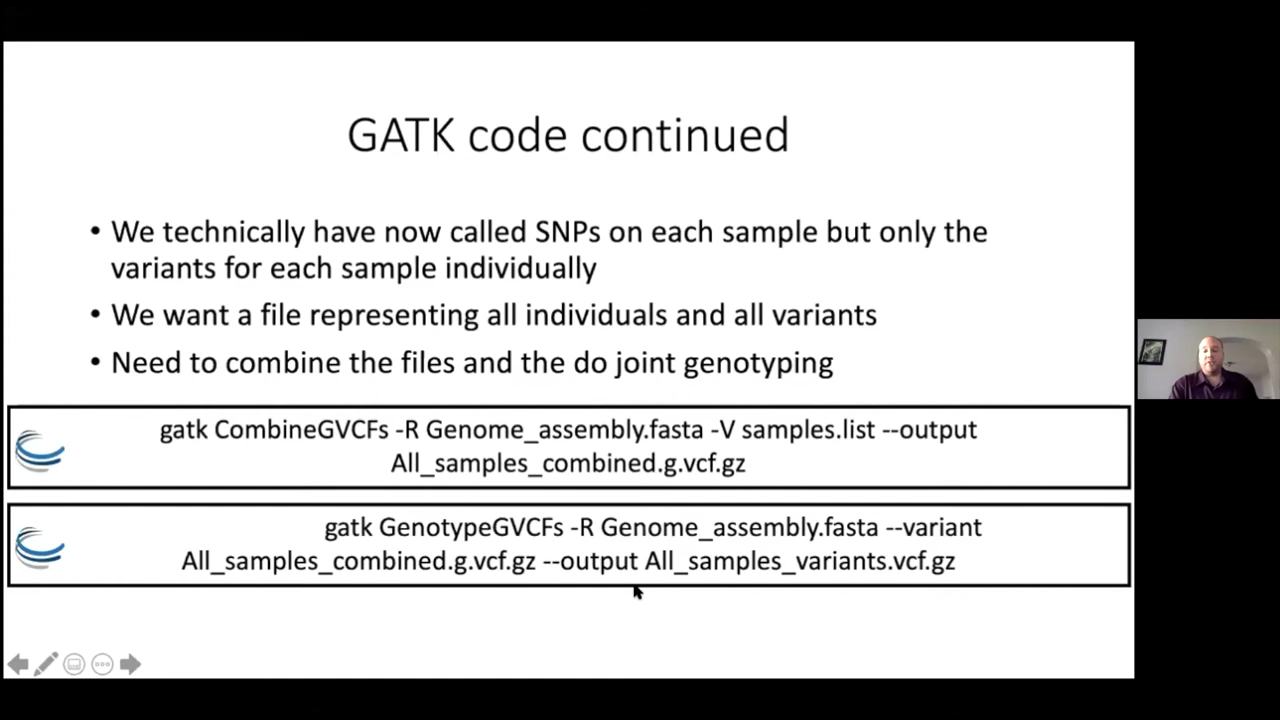 GATK code continued
• We technically have now called SNPs on each sample but only the
variants for each sample individually
• We want a file representing all individuals and all variants
• Need to combine the files and the do joint genotyping
gatk CombineGVCFs -R Genome_assembly.fasta -V samples.list --output
All_samples_combined.g.vcf.gz
gatk GenotypeGVCFs -R Genome_assembly.fasta --variant
All_samples_combined.g.vcf.gz --output All_samples_variants.vcf.gz